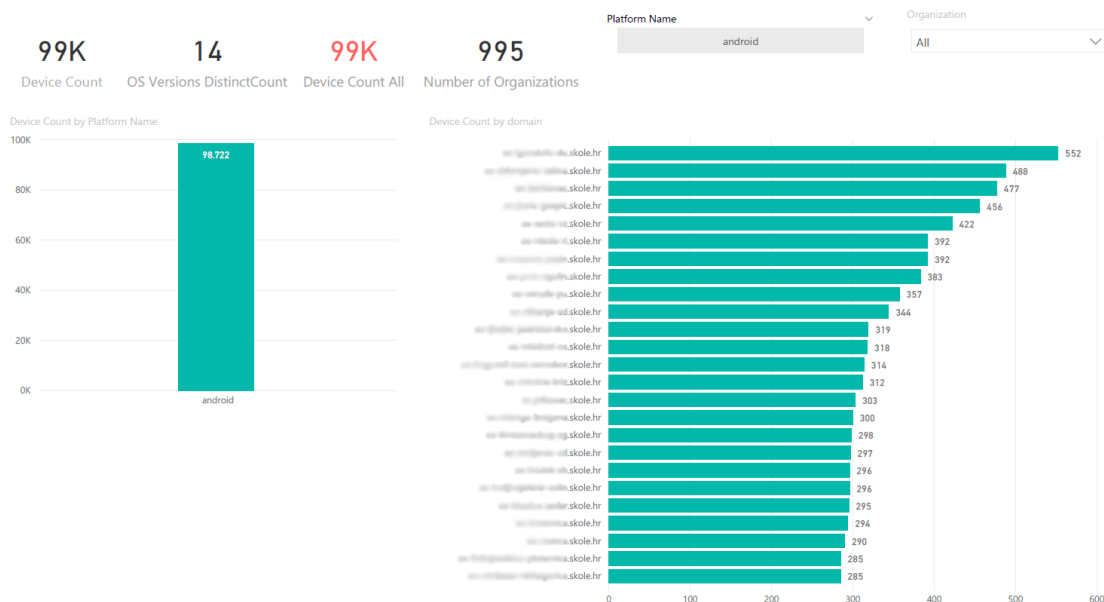 Platform Name
android
Organization
All
99K
Device Count
14
OS Versions DistinctCount
99K
Device Count All
995
Number of Organizations
Device Count by Platform Name
100K
80K
60K
40K
20K
0K
98.722
android
Device Count by domain
.skole.hr 552
.skole.hr 488
.skole.hr 477
.skole.hr 456
.skole.hr 422
.skole.hr 392
.skole.hr 392
.skole.hr 383
.skole.hr 357
.skole.hr 344
.skole.hr 319
.skole.hr 318
.skole.hr 314
.skole.hr 312
.skole.hr 303
.skole.hr 300
.skole.hr 298
.skole.hr 297
.skole.hr 296
.skole.hr 296
.skole.hr 295
.skole.hr 294
.skole.hr 290
.skole.hr 285
.skole.hr 285
0 100 200 300 400 500 600